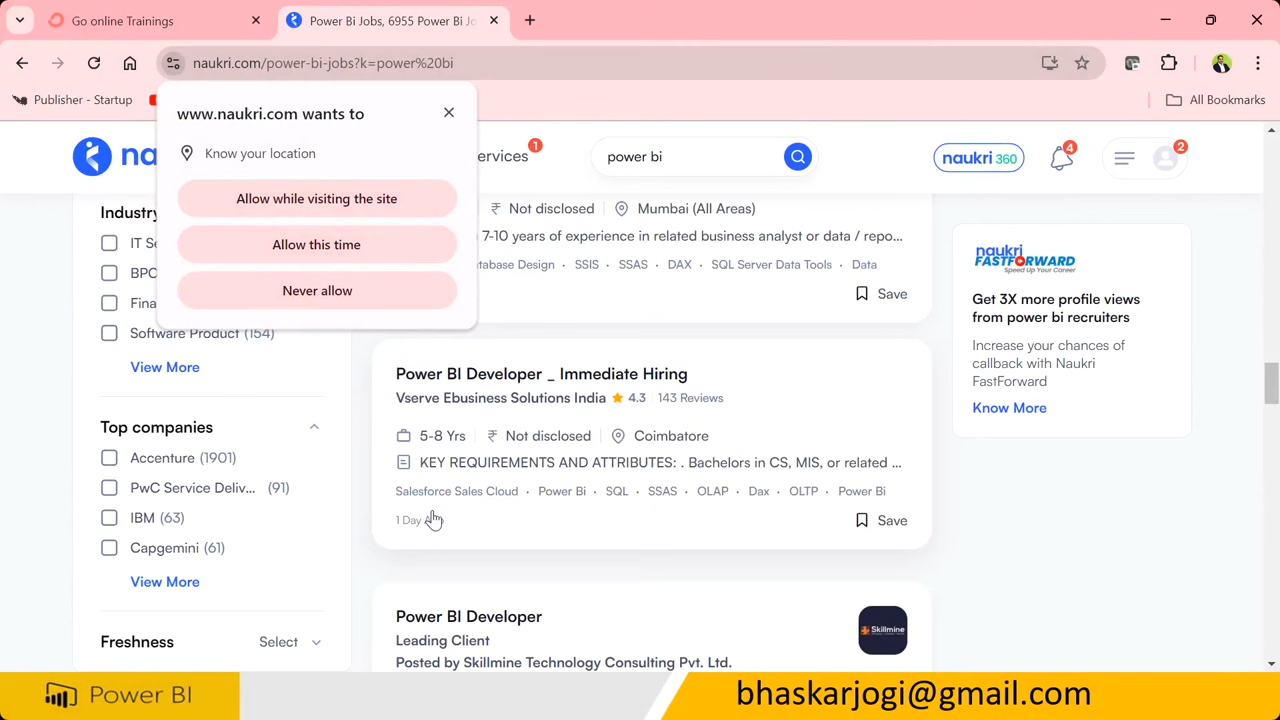 Go online Trainings
Power Bi Jobs, 6955 Power Bi Jo
naukri.com/power-bi-jobs?k=power%20bi
Publisher - Startup
All Bookmarks
www.naukri.com wants to
Know your location
Allow while visiting the site
Allow this time
Never allow
ervices 1
power bi
naukri 360
4
2
Industry
IT Se
BPO
Fina
Software Product (154)
View More
Top companies
Accenture (1901)
PwC Service Deliv... (91)
IBM (63)
Capgemini (61)
View More
Freshness Select
Not disclosed Mumbai (All Areas)
7-10 years of experience in related business analyst or data / repo...
tabase Design · SSIS · SSAS · DAX · SQL Server Data Tools · Data
Save
Power BI Developer _ Immediate Hiring
Vserve Ebusiness Solutions India 4.3 143 Reviews
5-8 Yrs ₹ Not disclosed Coimbatore
KEY REQUIREMENTS AND ATTRIBUTES: . Bachelors in CS, MIS, or related ...
Salesforce Sales Cloud · Power Bi · SQL · SSAS · OLAP · Dax · OLTP · Power Bi
1 Day
Save
Power BI Developer
Leading Client
Posted by Skillmine Technology Consulting Pvt. Ltd.
Skillmine
naukri
FASTFORWARD
Speed Up Your Career
Get 3X more profile views
from power bi recruiters
Increase your chances of
callback with Naukri
FastForward
Know More
Power BI
bhaskarjogi@gmail.com